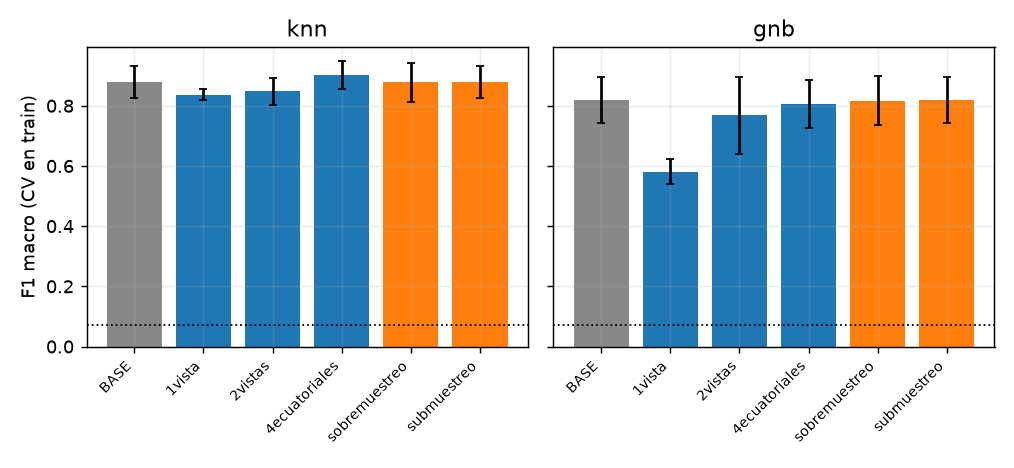 knn
gnb
F1 macro (CV en train)
0.8
0.6
0.4
0.2
0.0
BASE
1vista
2vistas
4ecuatoriales
sobremuestreo
submuestreo
BASE
1vista
2vistas
4ecuatoriales
sobremuestreo
submuestreo